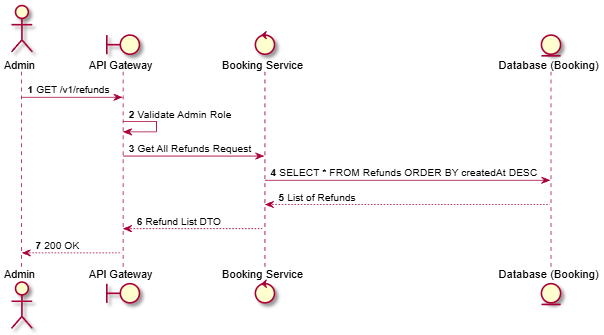 Admin API Gateway Booking Service Database (Booking)
1 GET /v1/refunds
2 Validate Admin Role
3 Get All Refunds Request
4 SELECT * FROM Refunds ORDER BY createdAt DESC
5 List of Refunds
6 Refund List DTO
7 200 OK
Admin API Gateway Booking Service Database (Booking)